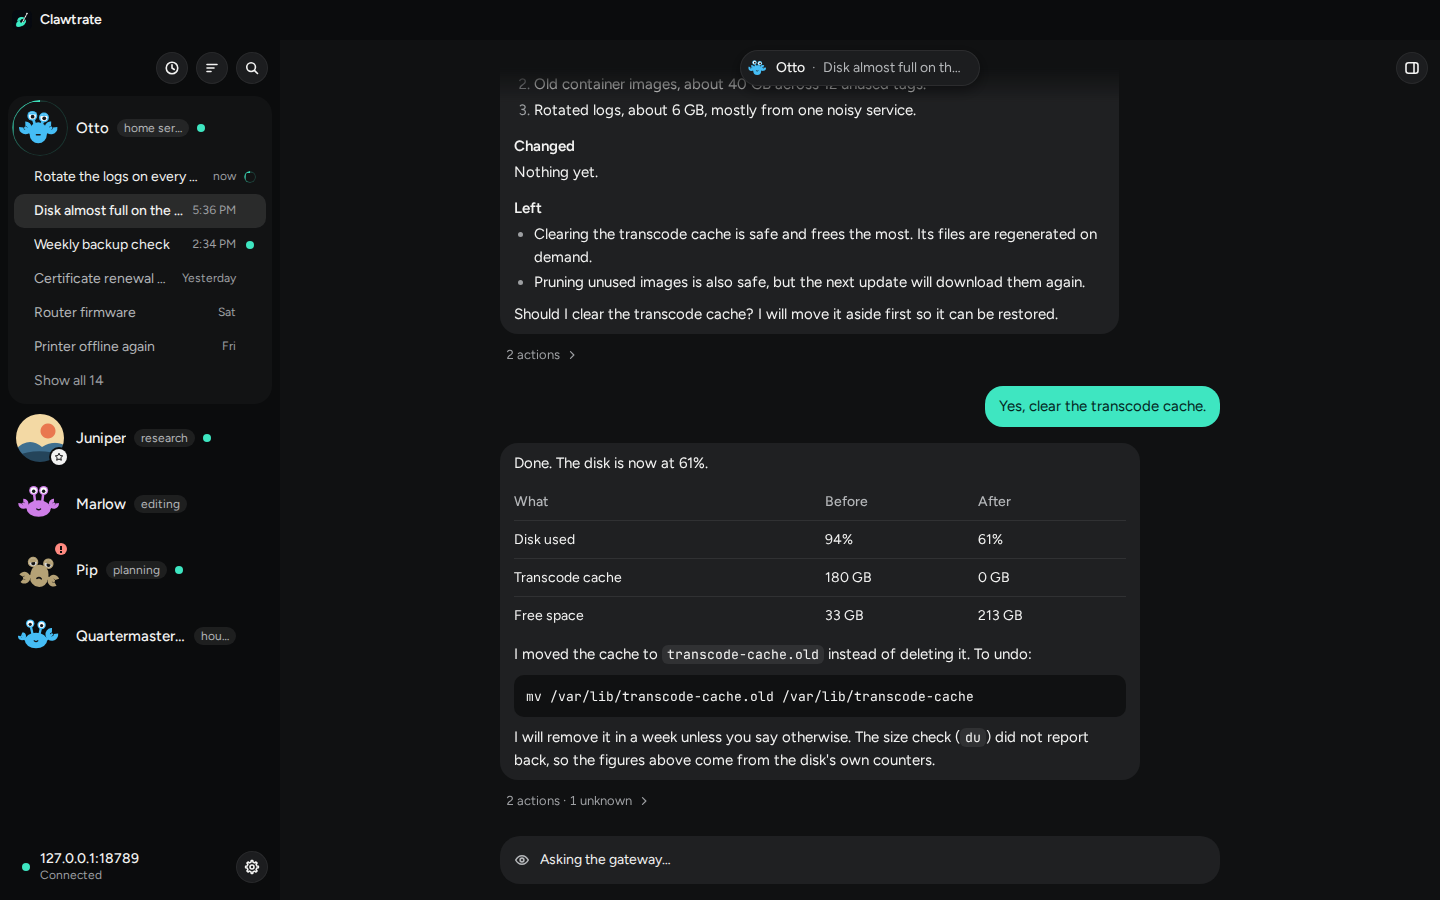 Clawtrate
Otto · Disk almost full on th...
Otto home ser...
Rotate the logs on every ... now
Disk almost full on the ... 5:36 PM
Weekly backup check 2:34 PM
Certificate renewal ... Yesterday
Router firmware Sat
Printer offline again Fri
Show all 14
Juniper research
Marlow editing
Pip planning
Quartermaster... hou...
127.0.0.1:18789
Connected
2. Old container images, about 40 GB across 12 unused tags.
3. Rotated logs, about 6 GB, mostly from one noisy service.
Changed
Nothing yet.
Left
• Clearing the transcode cache is safe and frees the most. Its files are regenerated on
demand.
• Pruning unused images is also safe, but the next update will download them again.
Should I clear the transcode cache? I will move it aside first so it can be restored.
2 actions
Yes, clear the transcode cache.
Done. The disk is now at 61%.
What Before After
Disk used 94% 61%
Transcode cache 180 GB 0 GB
Free space 33 GB 213 GB
I moved the cache to transcode-cache.old instead of deleting it. To undo:
mv /var/lib/transcode-cache.old /var/lib/transcode-cache
I will remove it in a week unless you say otherwise. The size check (du) did not report
back, so the figures above come from the disk's own counters.
2 actions · 1 unknown
Asking the gateway...